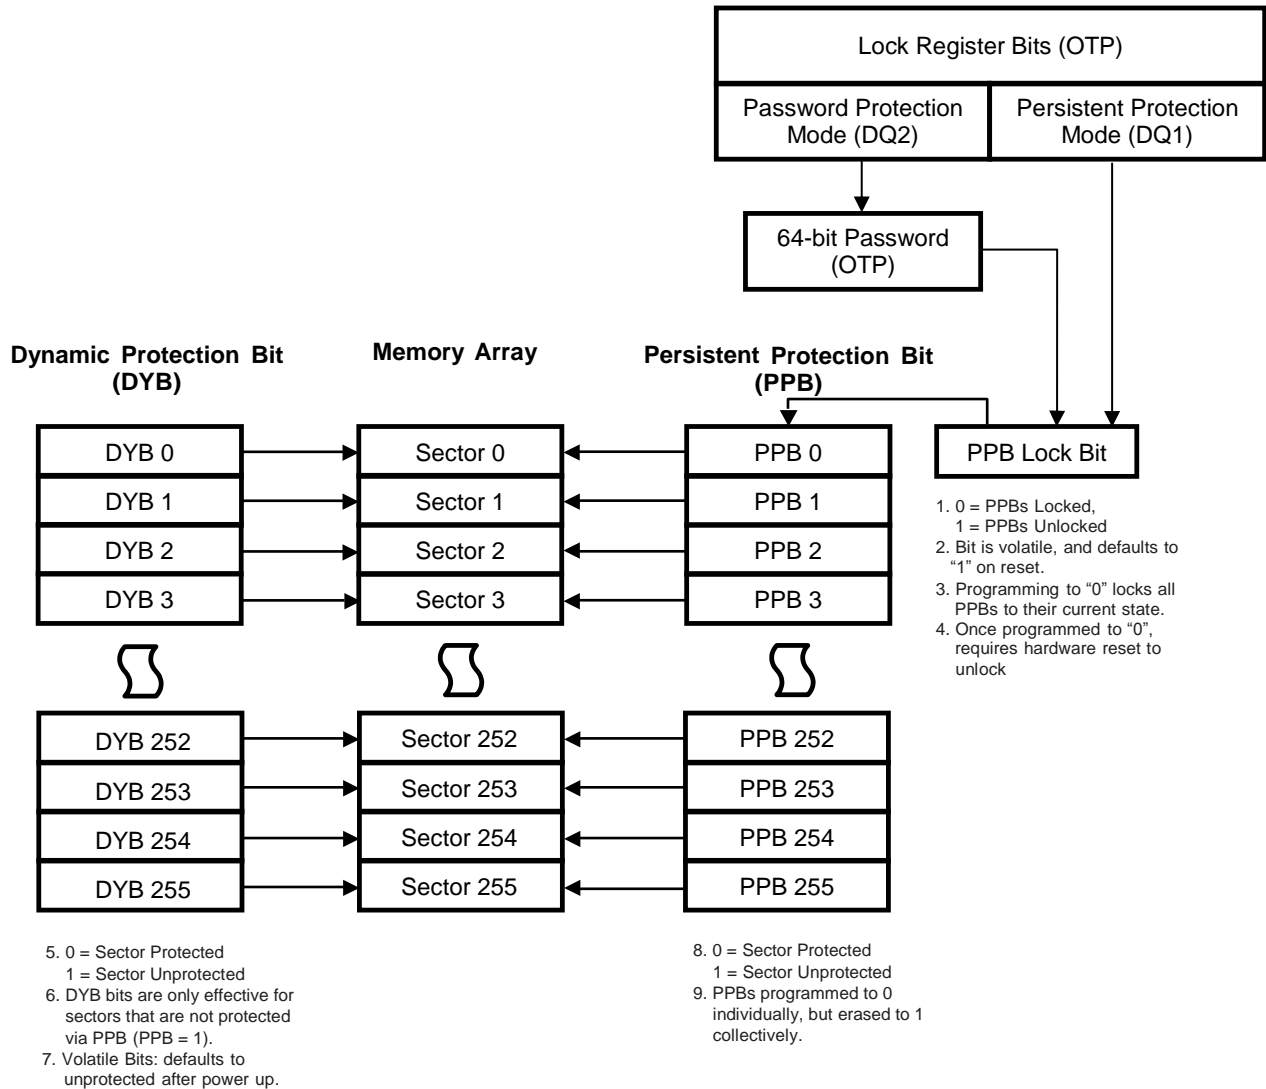 Lock Register Bits (OTP)
Password Protection
Mode (DQ2)
Persistent Protection
Mode (DQ1)
64-bit Password
(OTP)
Dynamic Protection Bit
(DYB)
Memory Array
Persistent Protection Bit
(PPB)
DYB 0
Sector 0
PPB 0
PPB Lock Bit
DYB 1
Sector 1
PPB 1
DYB 2
Sector 2
PPB 2
DYB 3
Sector 3
PPB 3
1. 0 = PPBs Locked,
1 = PPBs Unlocked
2. Bit is volatile, and defaults to
“1” on reset.
3. Programming to “0” locks all
PPBs to their current state.
4. Once programmed to “0”,
requires hardware reset to
unlock
DYB 252
Sector 252
PPB 252
DYB 253
Sector 253
PPB 253
DYB 254
Sector 254
PPB 254
DYB 255
Sector 255
PPB 255
5. 0 = Sector Protected
1 = Sector Unprotected
6. DYB bits are only effective for
sectors that are not protected
via PPB (PPB = 1).
7. Volatile Bits: defaults to
unprotected after power up.
8. 0 = Sector Protected
1 = Sector Unprotected
9. PPBs programmed to 0
individually, but erased to 1
collectively.